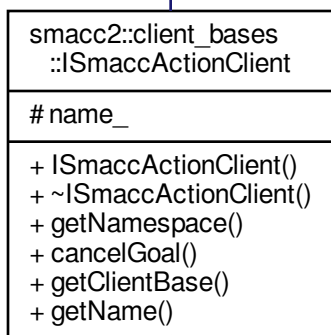 smacc2::client_bases
::ISmaccActionClient
# name_
+ ISmaccActionClient()
+ ~ISmaccActionClient()
+ getNamespace()
+ cancelGoal()
+ getClientBase()
+ getName()